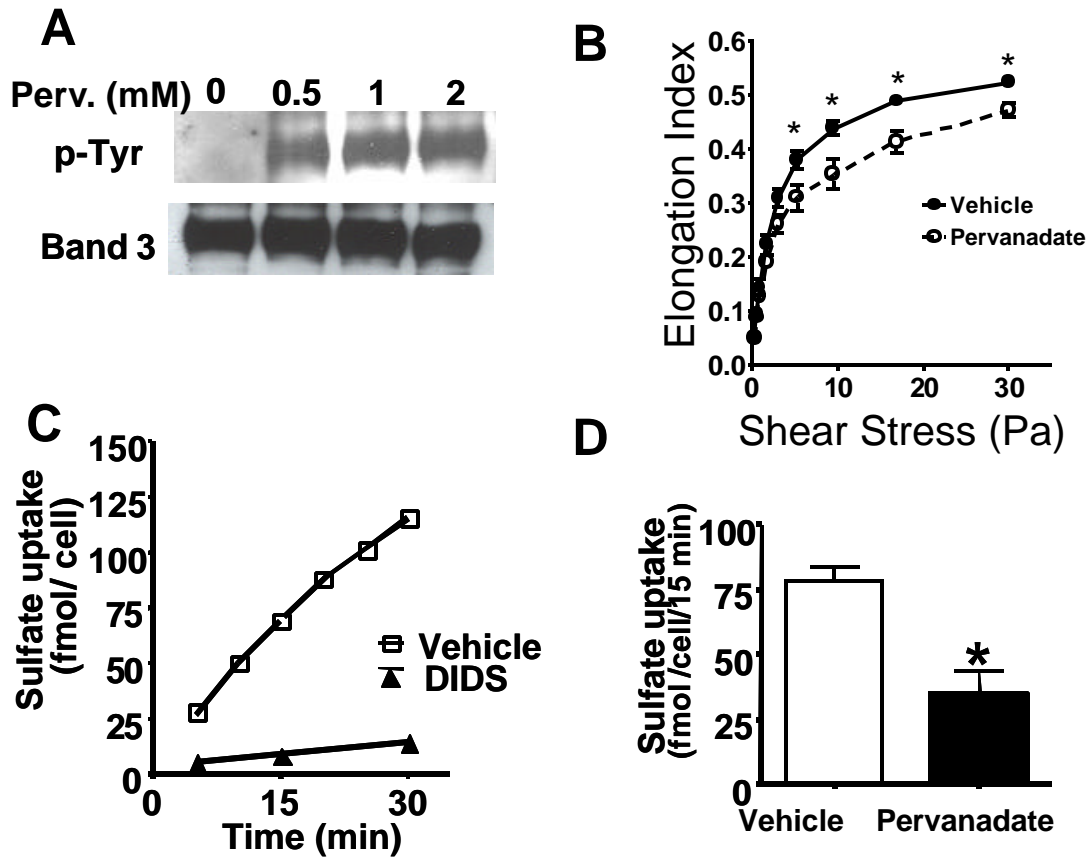 A
Perv. (mM) 0 0.5 1 2
p-Tyr
Band 3
B
Elongation Index
0.6
0.5
0.4
0.3
0.2
0.1
0.0
* * * *
Vehicle
Pervanadate
0 10 20 30
Shear Stress (Pa)
C
Sulfate uptake
(fmol/ cell)
150
125
100
75
50
25
0
Vehicle
DIDS
0 15 30
Time (min)
D
Sulfate uptake
(fmol /cell/15 min)
100
75
50
25
0
*
Vehicle Pervanadate